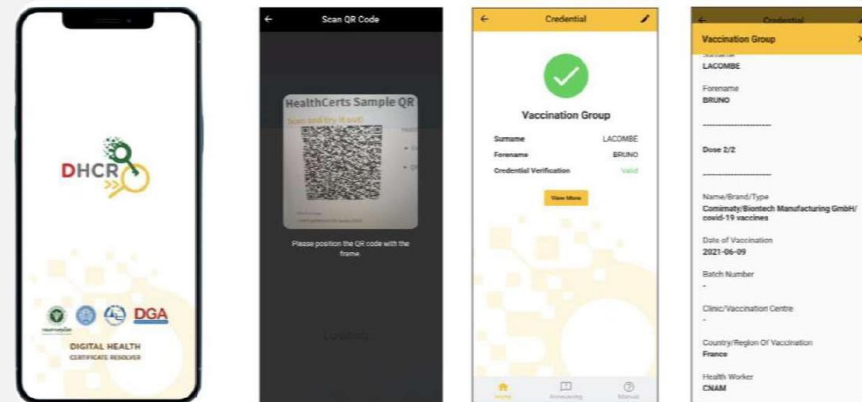 DHCR
DGA
DIGITAL HEALTH
CERTIFICATE RESOLVER
Scan QR Code
HealthCerts Sample QR
Scan and try it out!
Please position the QR code with the
frame.
Loading...
Credential
Vaccination Group
Surname LACOMBE
Forename BRUNO
Credential Verification Valid
View More
Home
Announcing
Manual
Credential
Vaccination Group
Surname
LACOMBE
Forename
BRUNO
-----------------------
Dose 2/2
-----------------------
Name/Brand/Type
Comirnaty/Biontech Manufacturing GmbH/
covid-19 vaccines
Date of Vaccination
2021-06-09
Batch Number
-
Clinic/Vaccination Centre
-
Country/Region Of Vaccination
France
Health Worker
CNAM